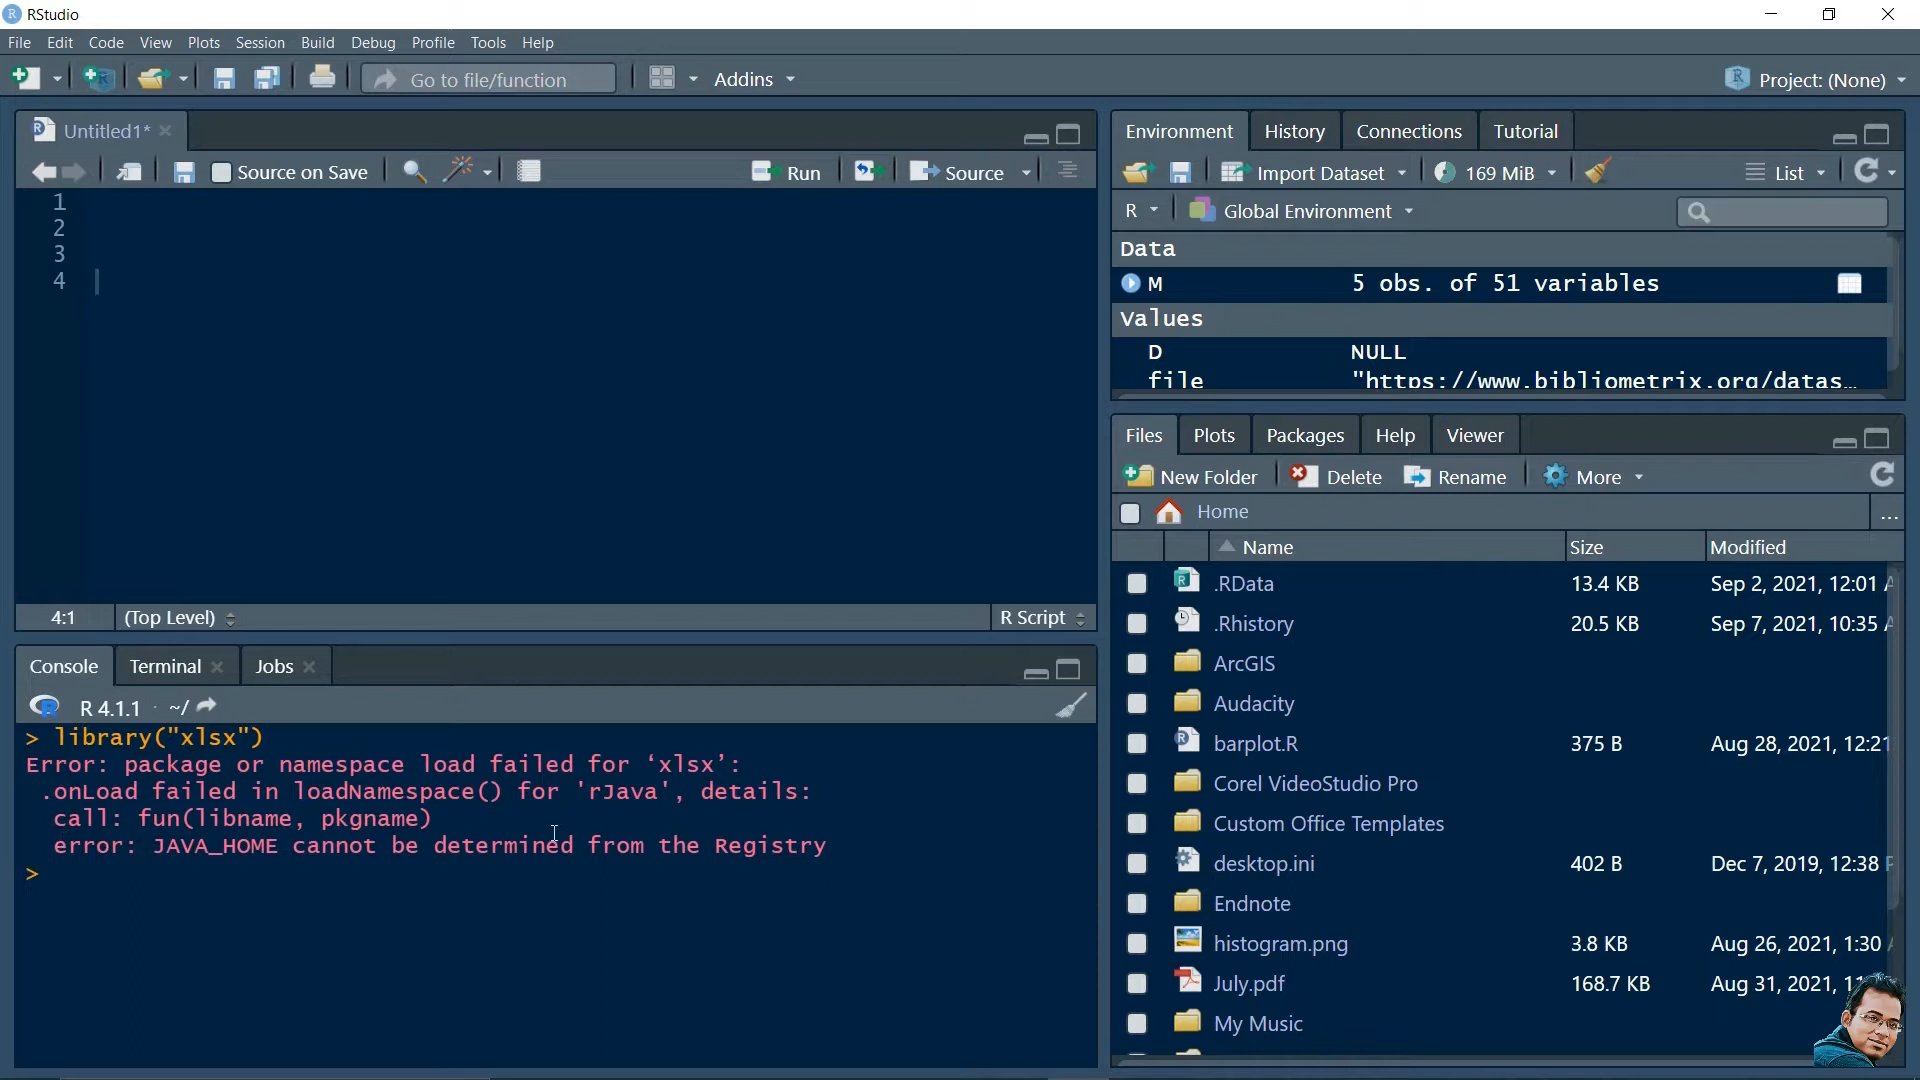 RStudio
File Edit Code View Plots Session Build Debug Profile Tools Help
Go to file/function Addins Project: (None)
Untitled1*
Source on Save Run Source
1
2
3
4
4:1 (Top Level) R Script
Console Terminal Jobs
R 4.1.1 · ~/
> library("xlsx")
Error: package or namespace load failed for ‘xlsx’:
.onLoad failed in loadNamespace() for 'rJava', details:
call: fun(libname, pkgname)
error: JAVA_HOME cannot be determined from the Registry
>
Environment History Connections Tutorial
Import Dataset 169 MiB List
R Global Environment
Data
M 5 obs. of 51 variables
Values
D NULL
file "https://www.bibliometrix.org/datas…
Files Plots Packages Help Viewer
New Folder Delete Rename More
Home ...
Name Size Modified
.RData 13.4 KB Sep 2, 2021, 12:01
.Rhistory 20.5 KB Sep 7, 2021, 10:35
ArcGIS
Audacity
barplot.R 375 B Aug 28, 2021, 12:21
Corel VideoStudio Pro
Custom Office Templates
desktop.ini 402 B Dec 7, 2019, 12:38
Endnote
histogram.png 3.8 KB Aug 26, 2021, 1:30
July.pdf 168.7 KB Aug 31, 2021,
My Music